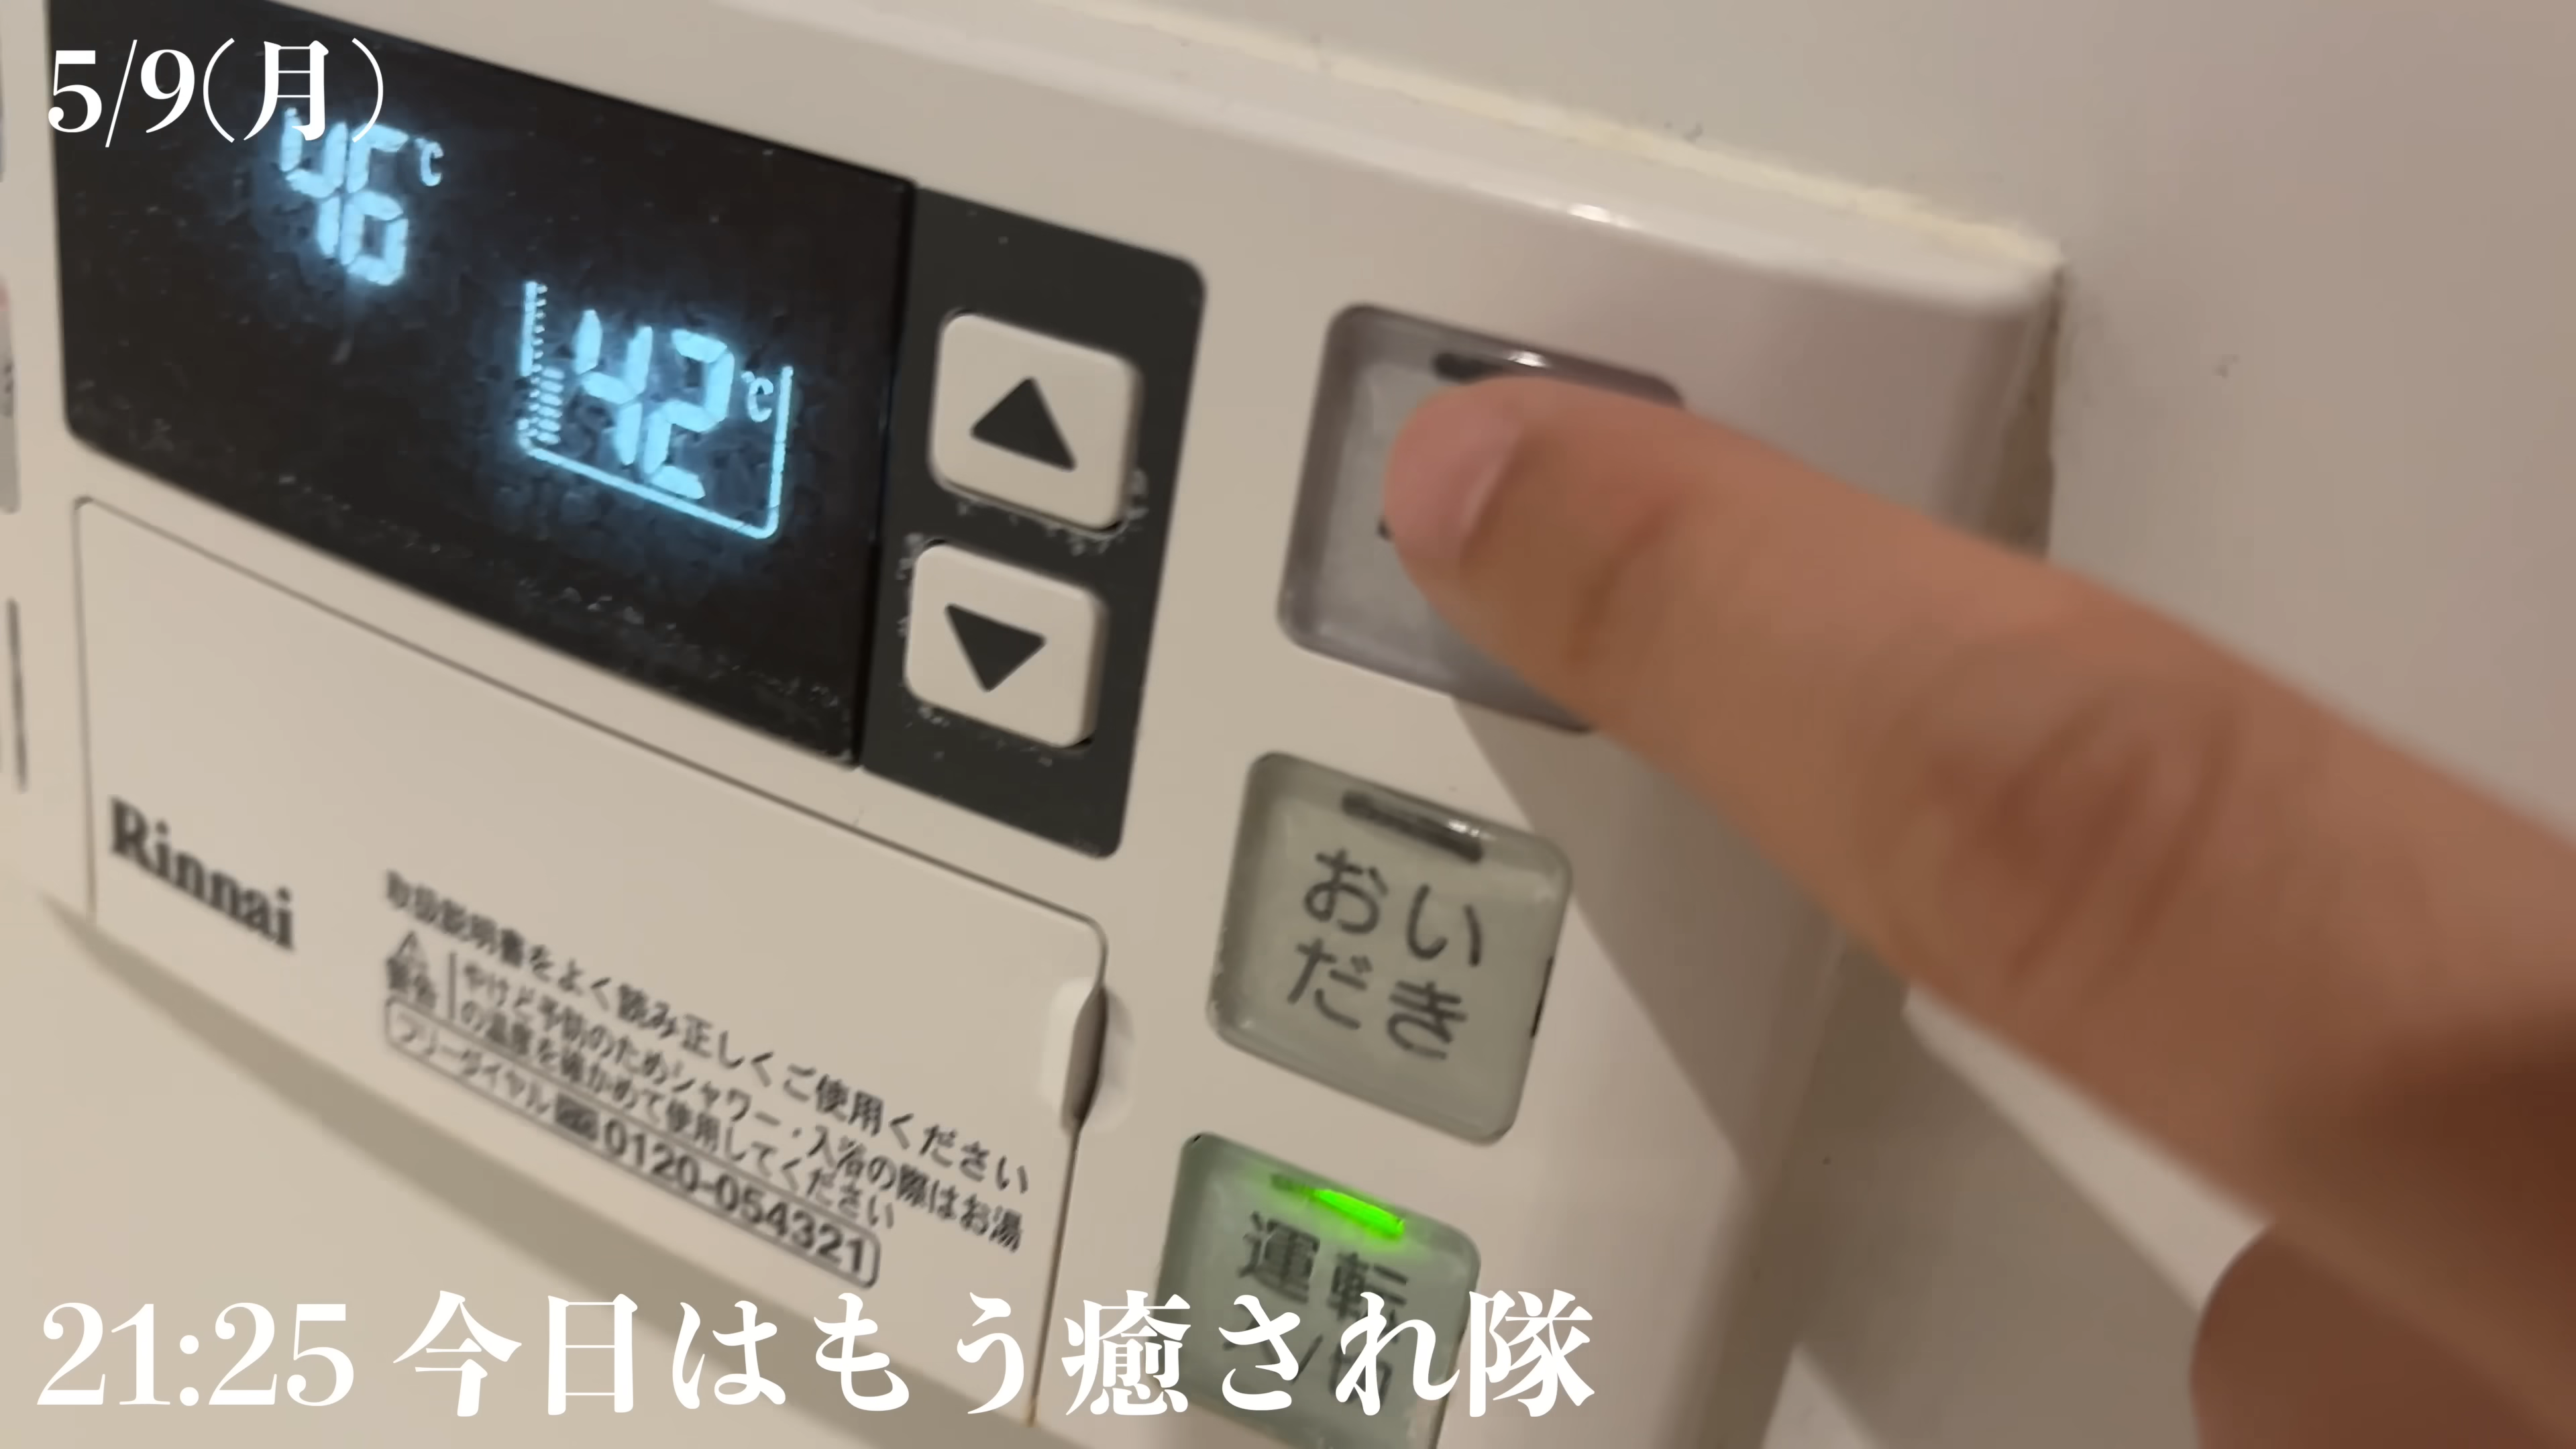 5/9(月)
46℃
42℃
Rinnai
取扱説明書をよく読み正しくご使用ください
警告
やけど予防のためシャワー・入浴の際はお湯
の温度を確かめて使用してください
フリーダイヤル 0120-054321
おい
だき
運転
21:25 今日はもう癒され隊